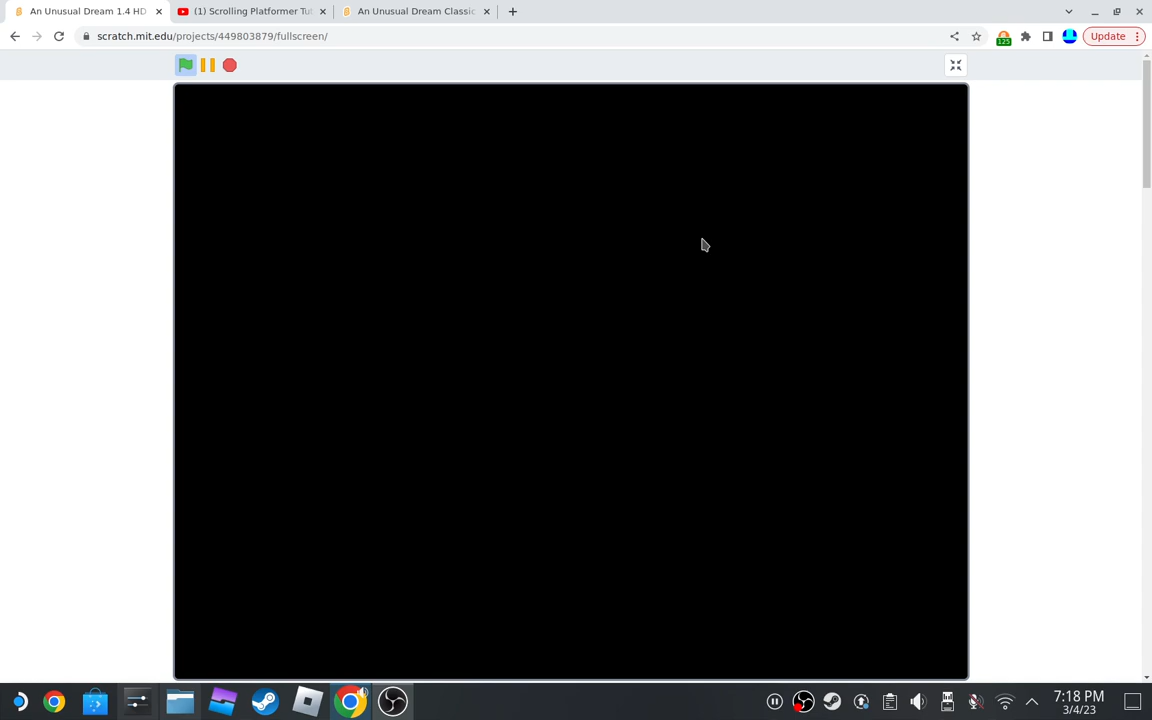 An Unusual Dream 1.4 HD
(1) Scrolling Platformer Tu
An Unusual Dream Classic
scratch.mit.edu/projects/449803879/fullscreen/
125
Update
7:18 PM
3/4/23